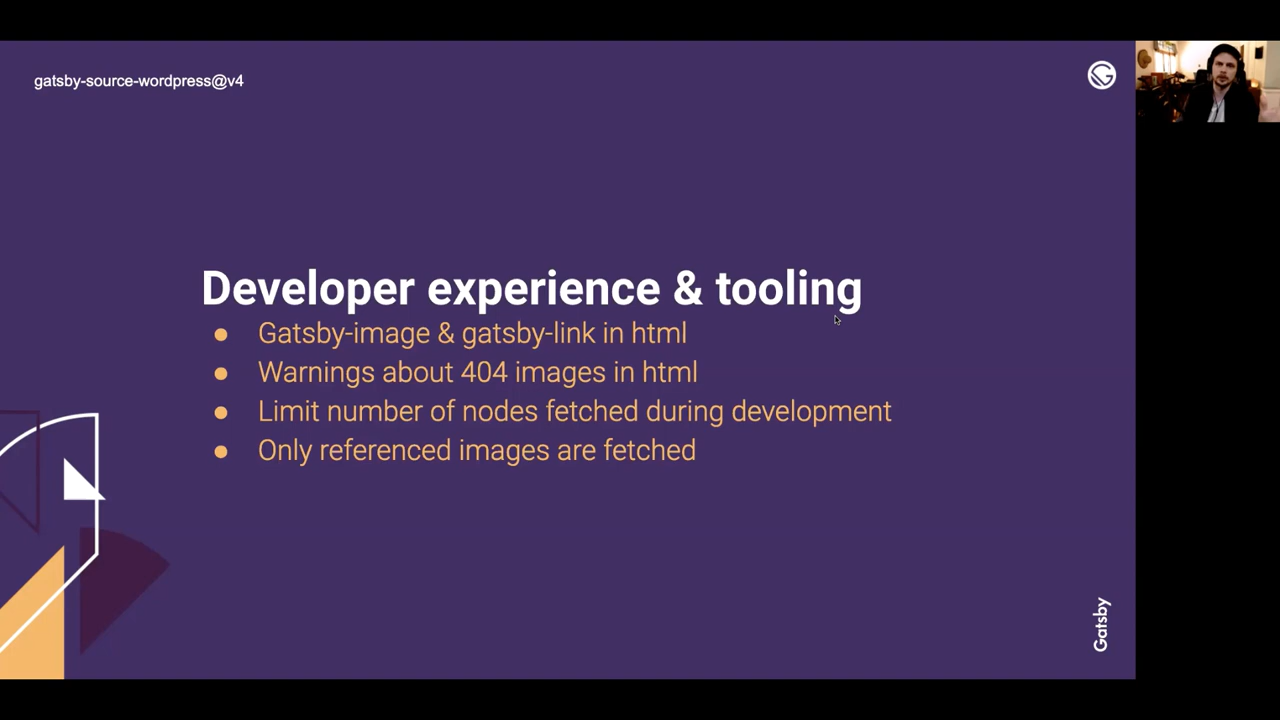 gatsby-source-wordpress@v4
Developer experience & tooling
● Gatsby-image & gatsby-link in html
● Warnings about 404 images in html
● Limit number of nodes fetched during development
● Only referenced images are fetched
Gatsby